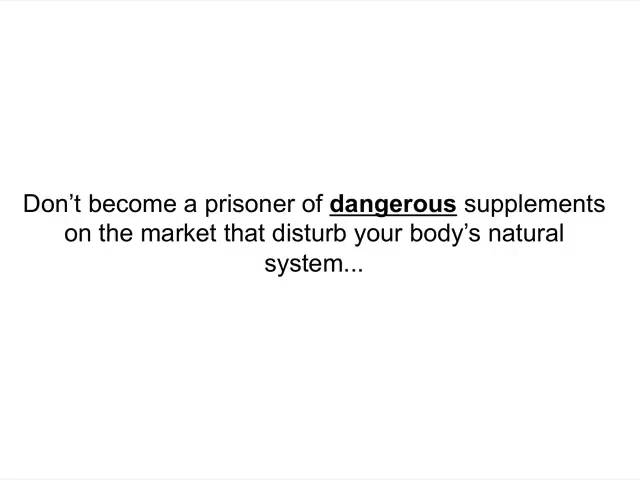 Don’t become a prisoner of dangerous supplements
on the market that disturb your body’s natural
system...